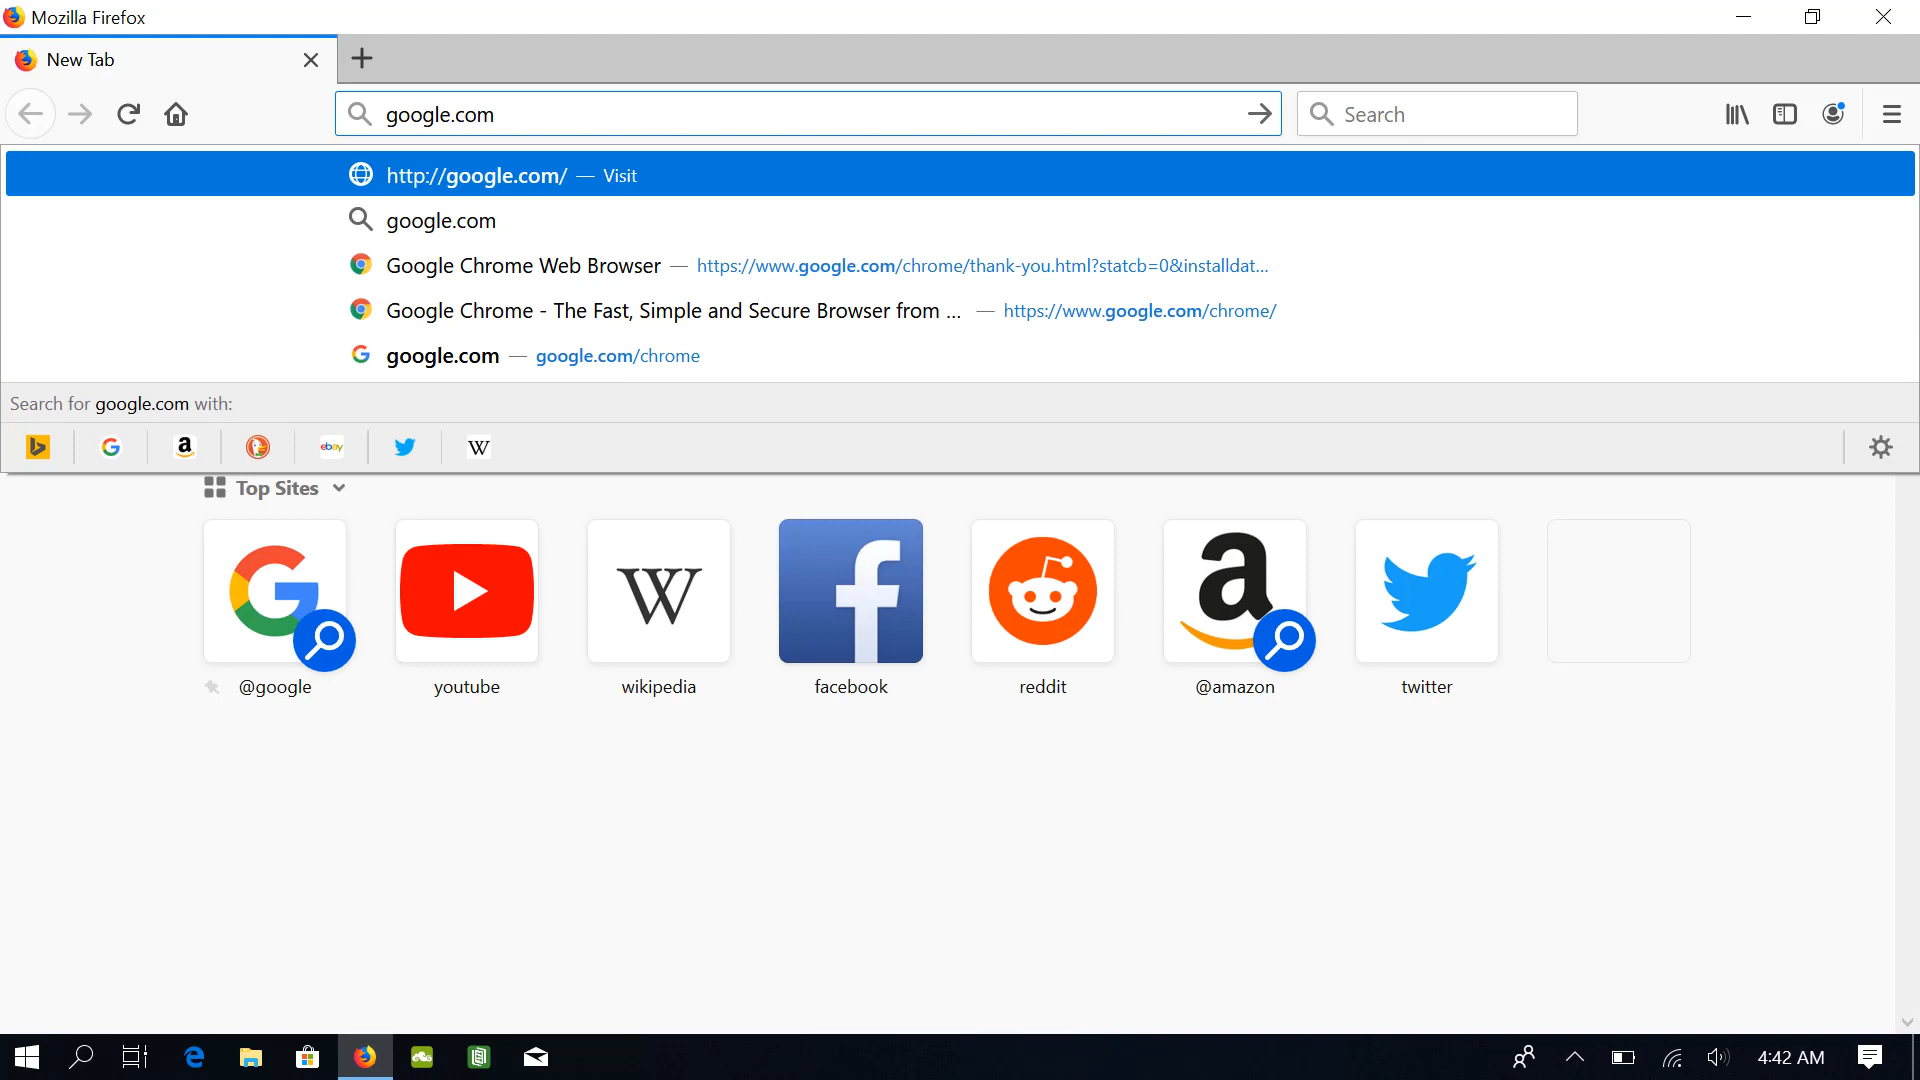 Mozilla Firefox
New Tab
google.com
Search
http://google.com/ — Visit
google.com
Google Chrome Web Browser — https://www.google.com/chrome/thank-you.html?statcb=0&installdat...
Google Chrome - The Fast, Simple and Secure Browser from ... — https://www.google.com/chrome/
google.com — google.com/chrome
Search for google.com with:
a
ebay
W
Top Sites
W
f
a
@google
youtube
wikipedia
facebook
reddit
@amazon
twitter
4:42 AM